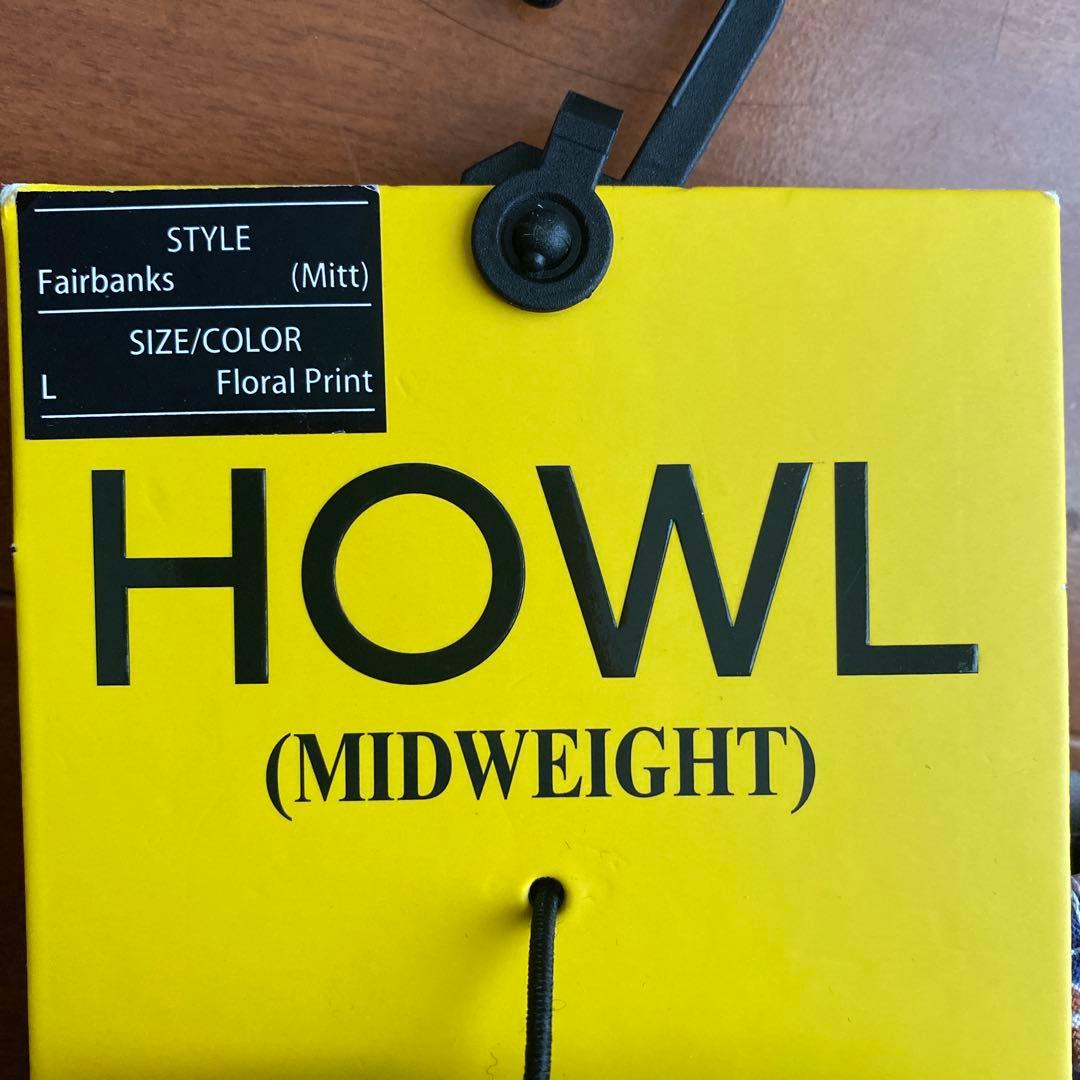 STYLE
Fairbanks (Mitt)
SIZE/COLOR
L Floral Print
HOWL
(MIDWEIGHT)